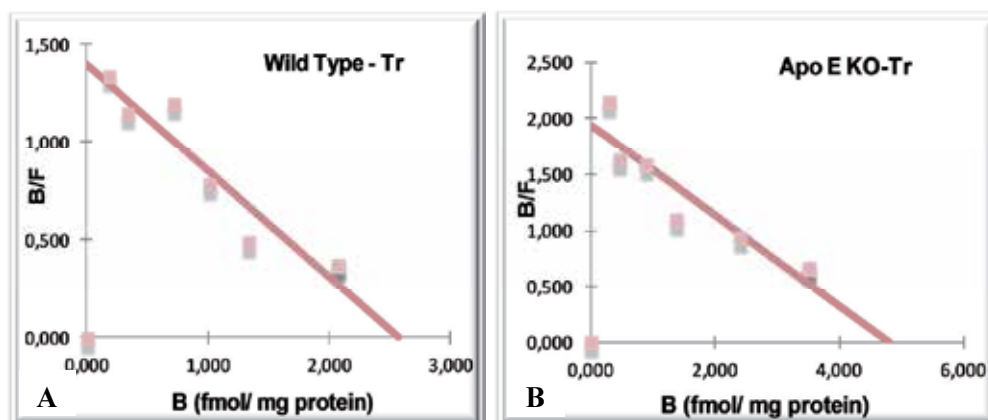 Wild Type - Tr
B/F
1,500
1,000
0,500
0,000
0,000 1,000 2,000 3,000
B (fmol/ mg protein)
A
Apo E KO-Tr
B/F
2,500
2,000
1,500
1,000
0,500
0,000
0,000 2,000 4,000 6,000
B (fmol/ mg protein)
B